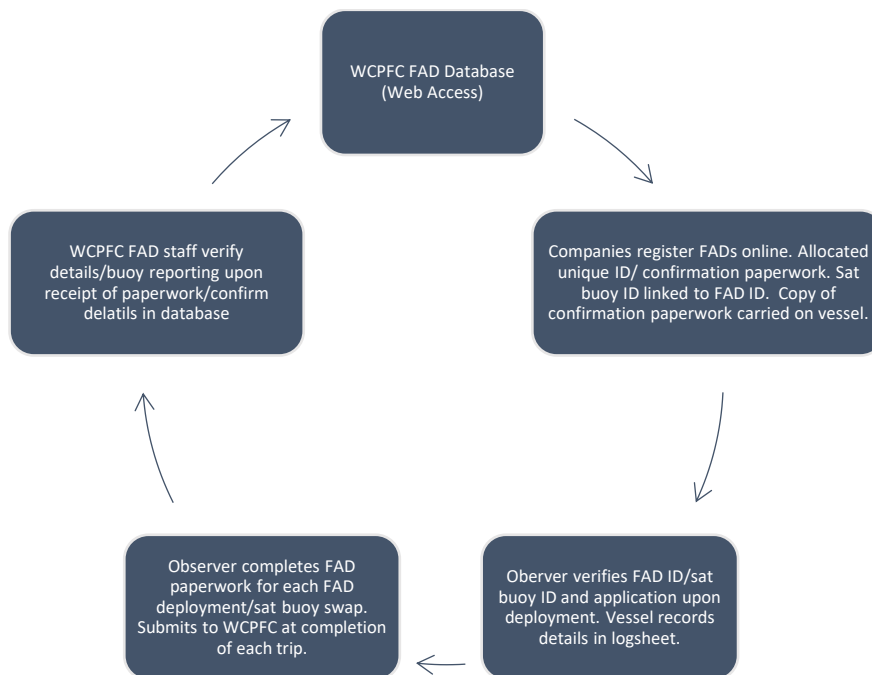 WCPFC FAD Database
(Web Access)
Companies register FADs online. Allocated
unique ID/ confirmation paperwork. Sat
buoy ID linked to FAD ID.  Copy of
confirmation paperwork carried on vessel.
Oberver verifies FAD ID/sat
buoy ID and application upon
deployment. Vessel records
details in logsheet.
Observer completes FAD
paperwork for each FAD
deployment/sat buoy swap.
Submits to WCPFC at completion
of each trip.
WCPFC FAD staff verify
details/buoy reporting upon
receipt of paperwork/confirm
delatils in database